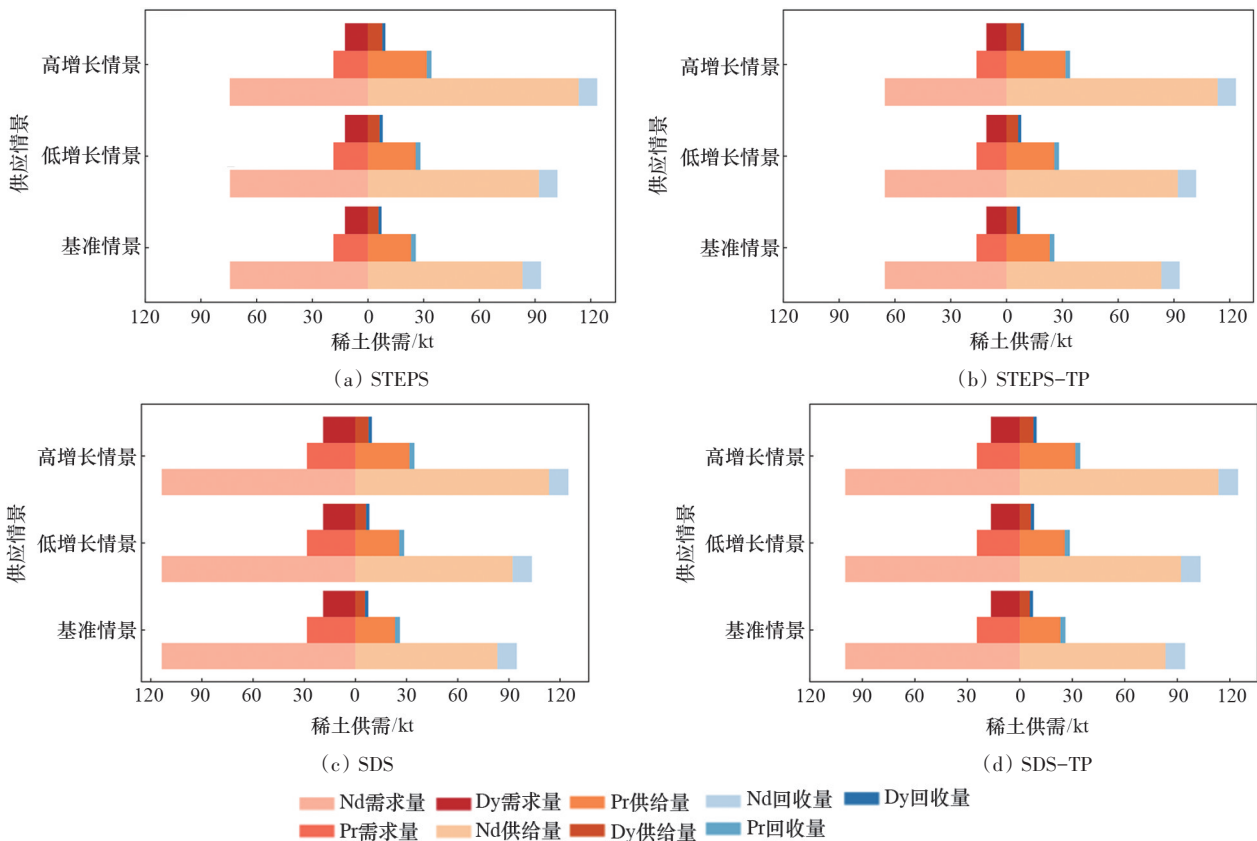 高增长情景
低增长情景
基准情景
供应情景
120 90 60 30 0 30 60 90 120
稀土供需/kt
(a) STEPS
高增长情景
低增长情景
基准情景
供应情景
120 90 60 30 0 30 60 90 120
稀土供需/kt
(b) STEPS-TP
高增长情景
低增长情景
基准情景
供应情景
120 90 60 30 0 30 60 90 120
稀土供需/kt
(c) SDS
高增长情景
低增长情景
基准情景
供应情景
120 90 60 30 0 30 60 90 120
稀土供需/kt
(d) SDS-TP
Nd需求量 Dy需求量 Pr供给量 Nd回收量 Dy回收量
Pr需求量 Nd供给量 Dy供给量 Pr回收量